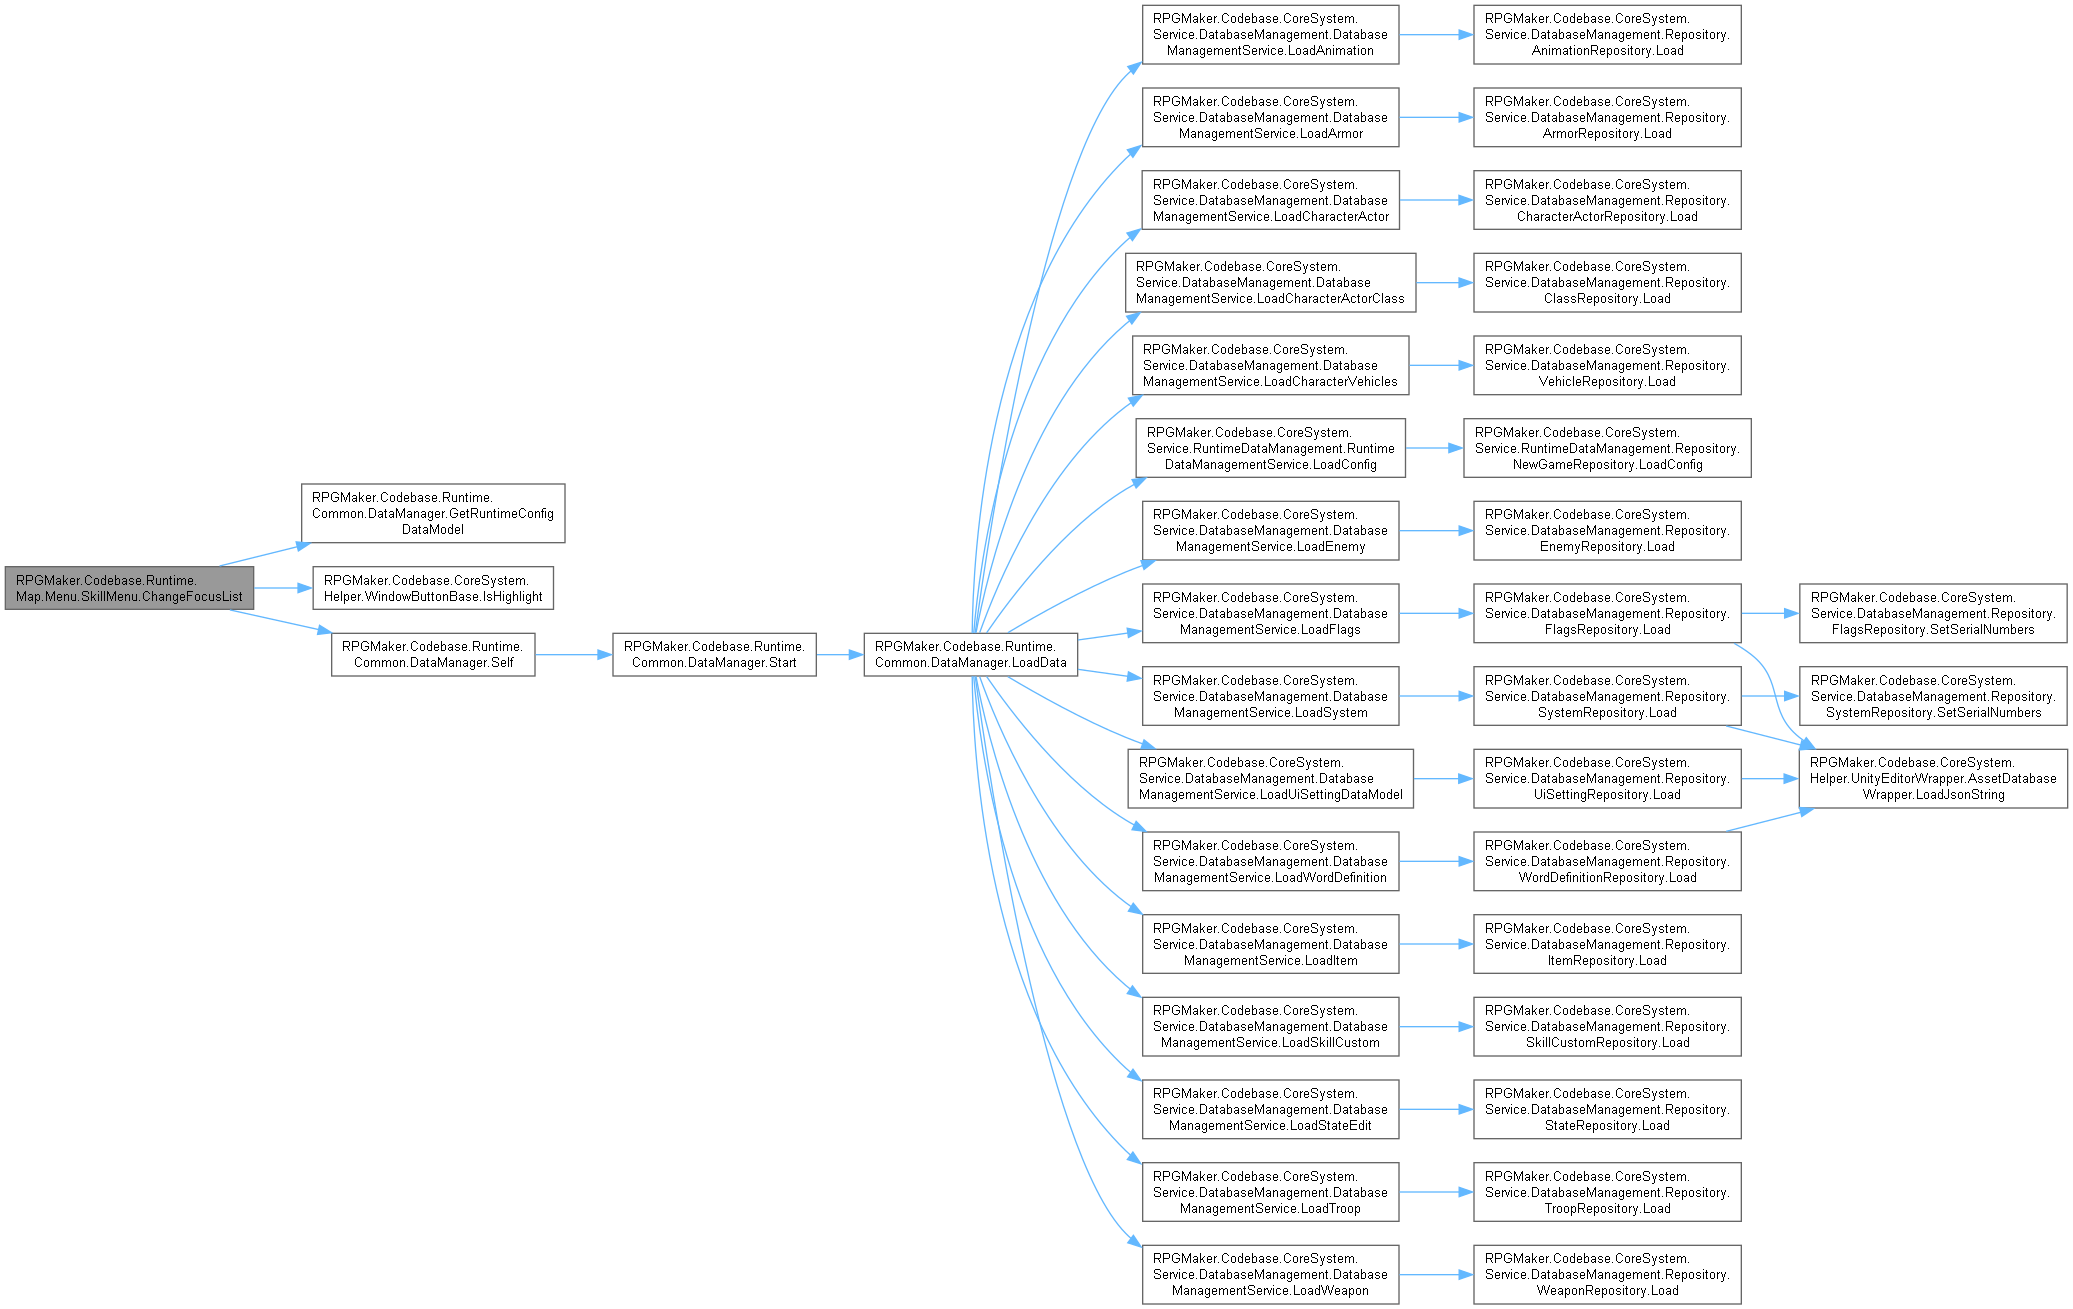 RPGMaker.Codebase.Runtime.
Map.Menu.SkillMenu.ChangeFocusList
RPGMaker.Codebase.Runtime.
Common.DataManager.GetRuntimeConfig
DataModel
RPGMaker.Codebase.CoreSystem.
Helper.WindowButtonBase.IsHighlight
RPGMaker.Codebase.Runtime.
Common.DataManager.Self
RPGMaker.Codebase.Runtime.
Common.DataManager.Start
RPGMaker.Codebase.Runtime.
Common.DataManager.LoadData
RPGMaker.Codebase.CoreSystem.
Service.DatabaseManagement.Database
ManagementService.LoadAnimation
RPGMaker.Codebase.CoreSystem.
Service.DatabaseManagement.Repository.
AnimationRepository.Load
RPGMaker.Codebase.CoreSystem.
Service.DatabaseManagement.Database
ManagementService.LoadArmor
RPGMaker.Codebase.CoreSystem.
Service.DatabaseManagement.Repository.
ArmorRepository.Load
RPGMaker.Codebase.CoreSystem.
Service.DatabaseManagement.Database
ManagementService.LoadCharacterActor
RPGMaker.Codebase.CoreSystem.
Service.DatabaseManagement.Repository.
CharacterActorRepository.Load
RPGMaker.Codebase.CoreSystem.
Service.DatabaseManagement.Database
ManagementService.LoadCharacterActorClass
RPGMaker.Codebase.CoreSystem.
Service.DatabaseManagement.Repository.
ClassRepository.Load
RPGMaker.Codebase.CoreSystem.
Service.DatabaseManagement.Database
ManagementService.LoadCharacterVehicles
RPGMaker.Codebase.CoreSystem.
Service.DatabaseManagement.Repository.
VehicleRepository.Load
RPGMaker.Codebase.CoreSystem.
Service.RuntimeDataManagement.Runtime
DataManagementService.LoadConfig
RPGMaker.Codebase.CoreSystem.
Service.RuntimeDataManagement.Repository.
NewGameRepository.LoadConfig
RPGMaker.Codebase.CoreSystem.
Service.DatabaseManagement.Database
ManagementService.LoadEnemy
RPGMaker.Codebase.CoreSystem.
Service.DatabaseManagement.Repository.
EnemyRepository.Load
RPGMaker.Codebase.CoreSystem.
Service.DatabaseManagement.Database
ManagementService.LoadFlags
RPGMaker.Codebase.CoreSystem.
Service.DatabaseManagement.Repository.
FlagsRepository.Load
RPGMaker.Codebase.CoreSystem.
Service.DatabaseManagement.Repository.
FlagsRepository.SetSerialNumbers
RPGMaker.Codebase.CoreSystem.
Service.DatabaseManagement.Database
ManagementService.LoadSystem
RPGMaker.Codebase.CoreSystem.
Service.DatabaseManagement.Repository.
SystemRepository.Load
RPGMaker.Codebase.CoreSystem.
Service.DatabaseManagement.Repository.
SystemRepository.SetSerialNumbers
RPGMaker.Codebase.CoreSystem.
Service.DatabaseManagement.Database
ManagementService.LoadUiSettingDataModel
RPGMaker.Codebase.CoreSystem.
Service.DatabaseManagement.Repository.
UiSettingRepository.Load
RPGMaker.Codebase.CoreSystem.
Helper.UnityEditorWrapper.AssetDatabase
Wrapper.LoadJsonString
RPGMaker.Codebase.CoreSystem.
Service.DatabaseManagement.Database
ManagementService.LoadWordDefinition
RPGMaker.Codebase.CoreSystem.
Service.DatabaseManagement.Repository.
WordDefinitionRepository.Load
RPGMaker.Codebase.CoreSystem.
Service.DatabaseManagement.Database
ManagementService.LoadItem
RPGMaker.Codebase.CoreSystem.
Service.DatabaseManagement.Repository.
ItemRepository.Load
RPGMaker.Codebase.CoreSystem.
Service.DatabaseManagement.Database
ManagementService.LoadSkillCustom
RPGMaker.Codebase.CoreSystem.
Service.DatabaseManagement.Repository.
SkillCustomRepository.Load
RPGMaker.Codebase.CoreSystem.
Service.DatabaseManagement.Database
ManagementService.LoadStateEdit
RPGMaker.Codebase.CoreSystem.
Service.DatabaseManagement.Repository.
StateRepository.Load
RPGMaker.Codebase.CoreSystem.
Service.DatabaseManagement.Database
ManagementService.LoadTroop
RPGMaker.Codebase.CoreSystem.
Service.DatabaseManagement.Repository.
TroopRepository.Load
RPGMaker.Codebase.CoreSystem.
Service.DatabaseManagement.Database
ManagementService.LoadWeapon
RPGMaker.Codebase.CoreSystem.
Service.DatabaseManagement.Repository.
WeaponRepository.Load